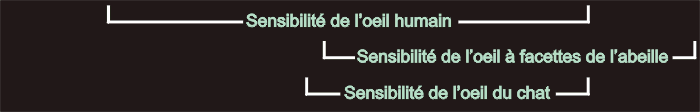 Sensibilité de l'oeil humain
Sensibilité de l'oeil à facettes de l'abeille
Sensibilité de l'oeil du chat